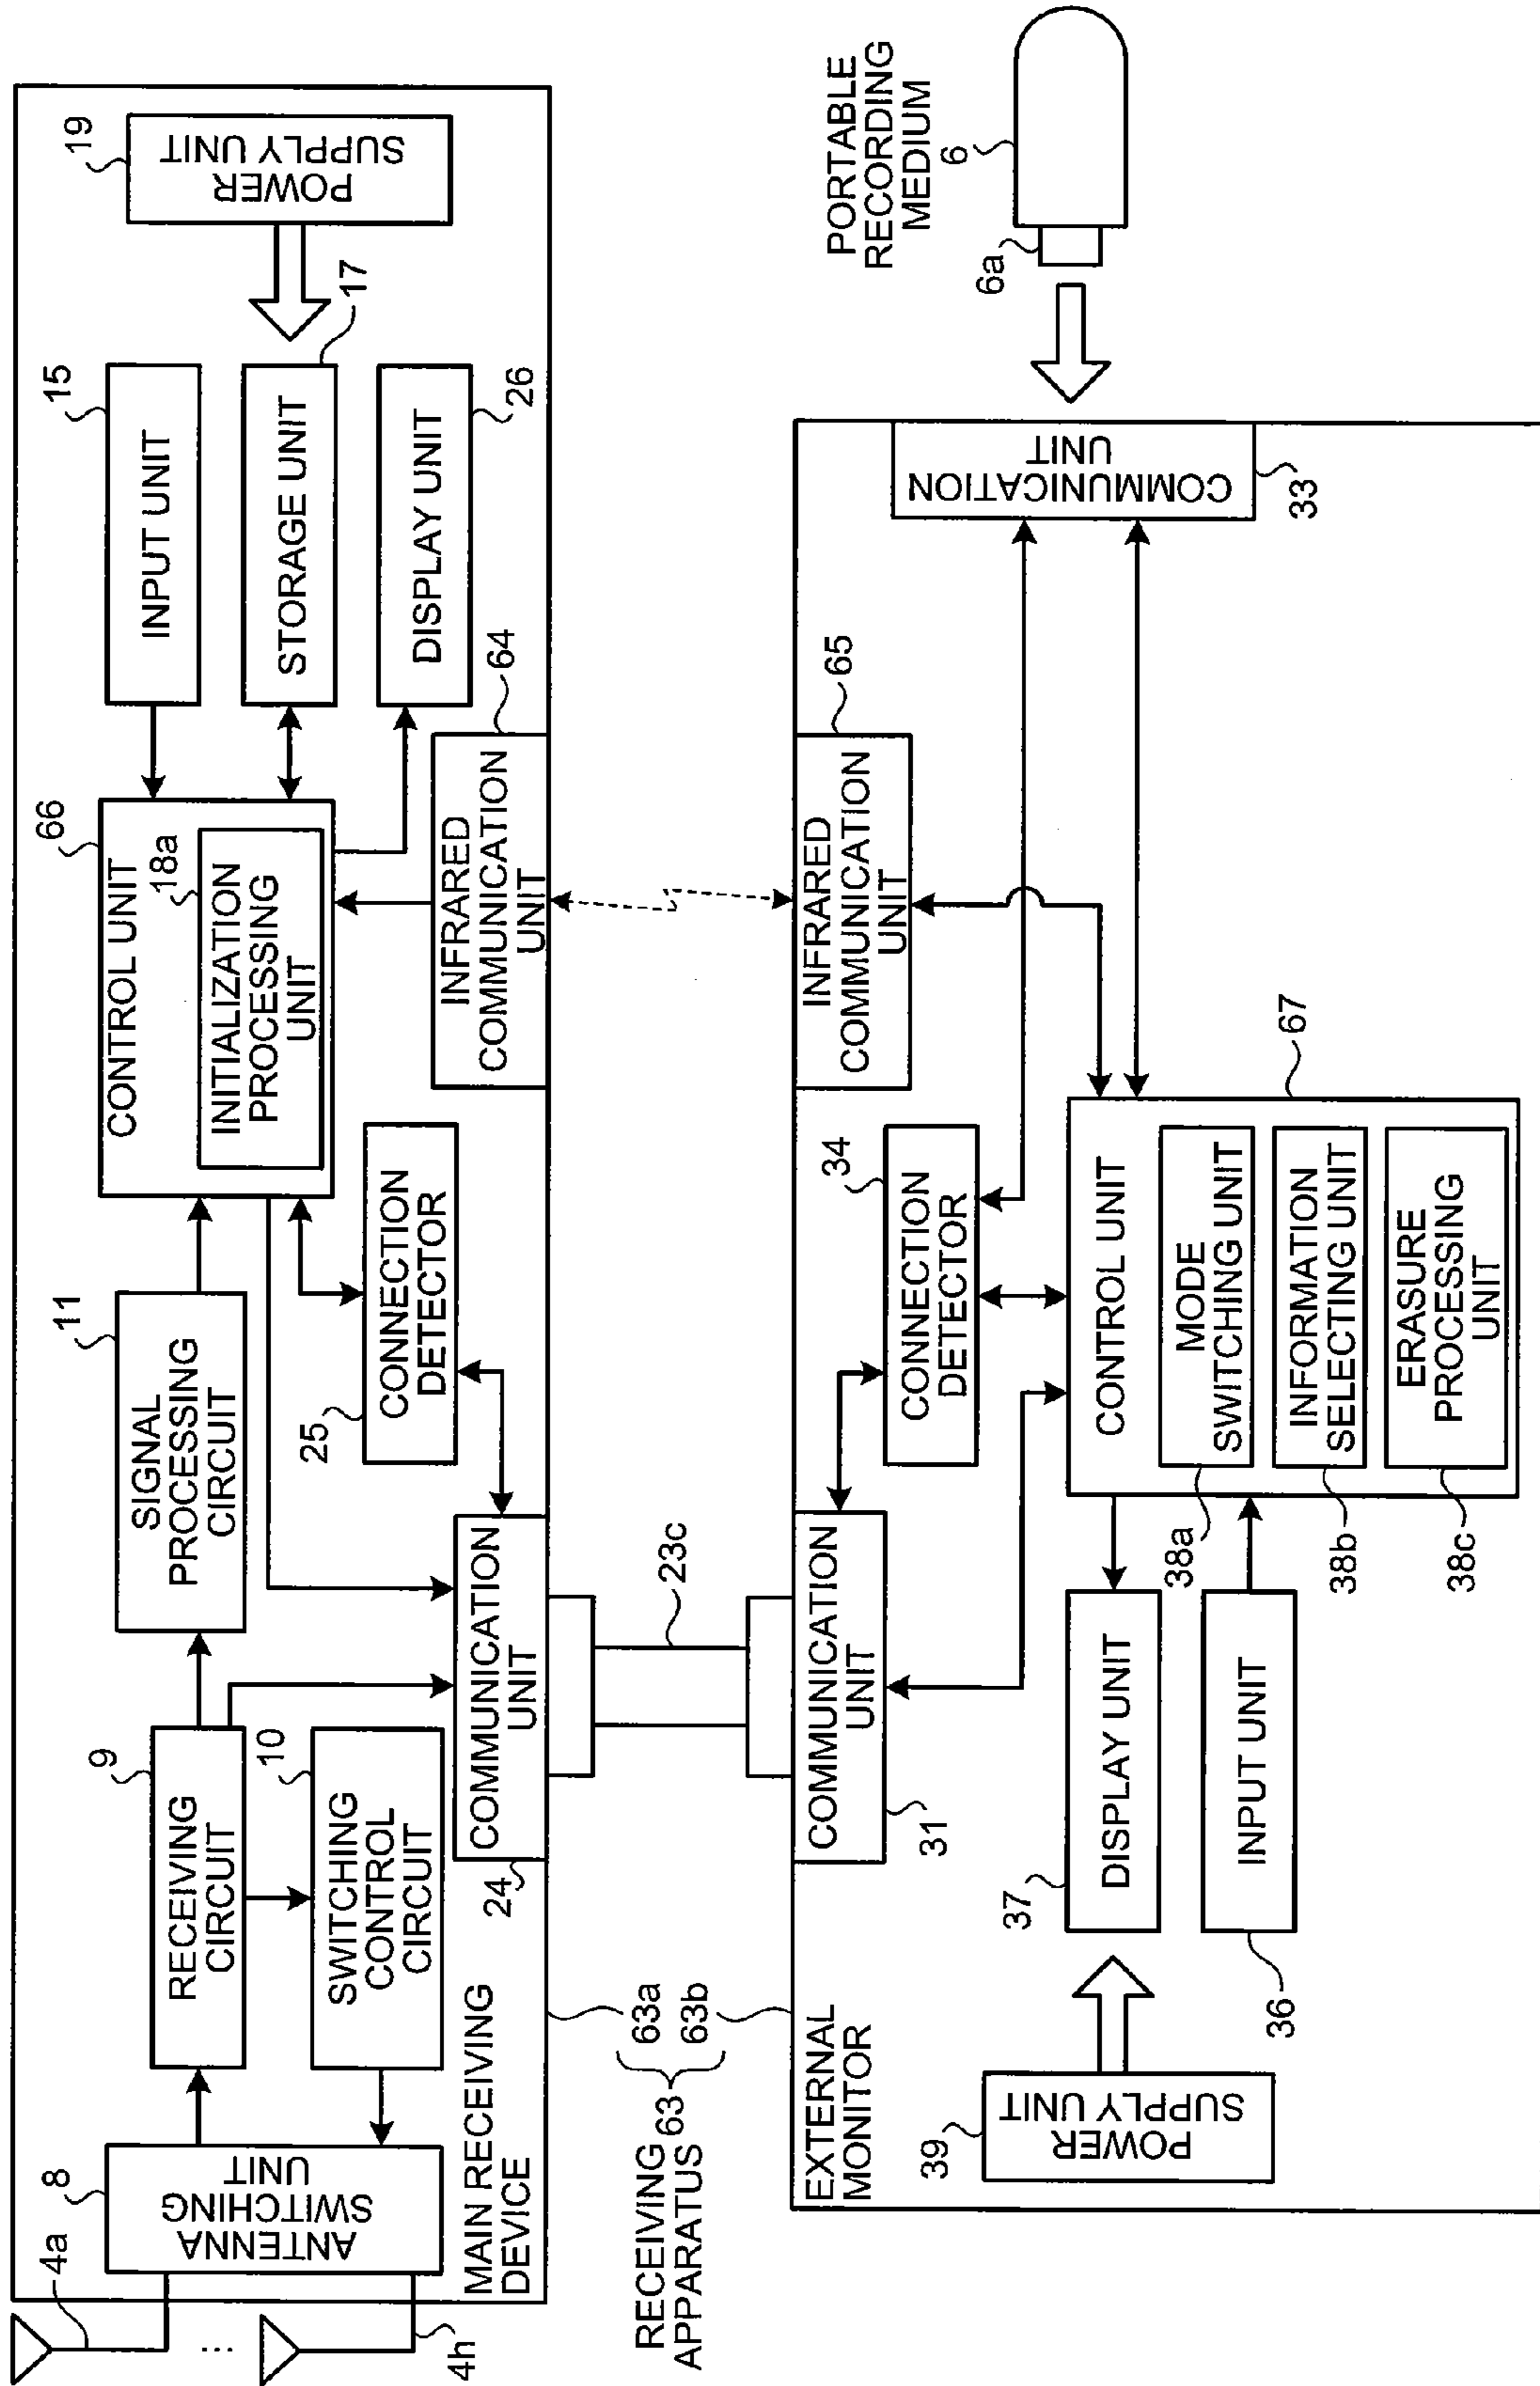 4a
4h
8
ANTENNA
SWITCHING
UNIT
9
RECEIVING
CIRCUIT
10
SWITCHING
CONTROL
CIRCUIT
11
SIGNAL
PROCESSING
CIRCUIT
66
CONTROL UNIT
18a
INITIALIZATION
PROCESSING
UNIT
15
INPUT UNIT
STORAGE UNIT
17
DISPLAY UNIT
26
19
POWER
SUPPLY UNIT
25
CONNECTION
DETECTOR
COMMUNICATION
UNIT
24
INFRARED
COMMUNICATION
UNIT
64
MAIN RECEIVING
DEVICE
63a
RECEIVING
APPARATUS
63
63b
23c
EXTERNAL
MONITOR
COMMUNICATION
UNIT
31
34
CONNECTION
DETECTOR
INFRARED
COMMUNICATION
UNIT
65
COMMUNICATION
UNIT
33
PORTABLE
RECORDING
MEDIUM
6
6a
39
POWER
SUPPLY UNIT
37
DISPLAY UNIT
INPUT UNIT
36
67
CONTROL UNIT
MODE
SWITCHING UNIT
38a
INFORMATION
SELECTING UNIT
38b
ERASURE
PROCESSING
UNIT
38c